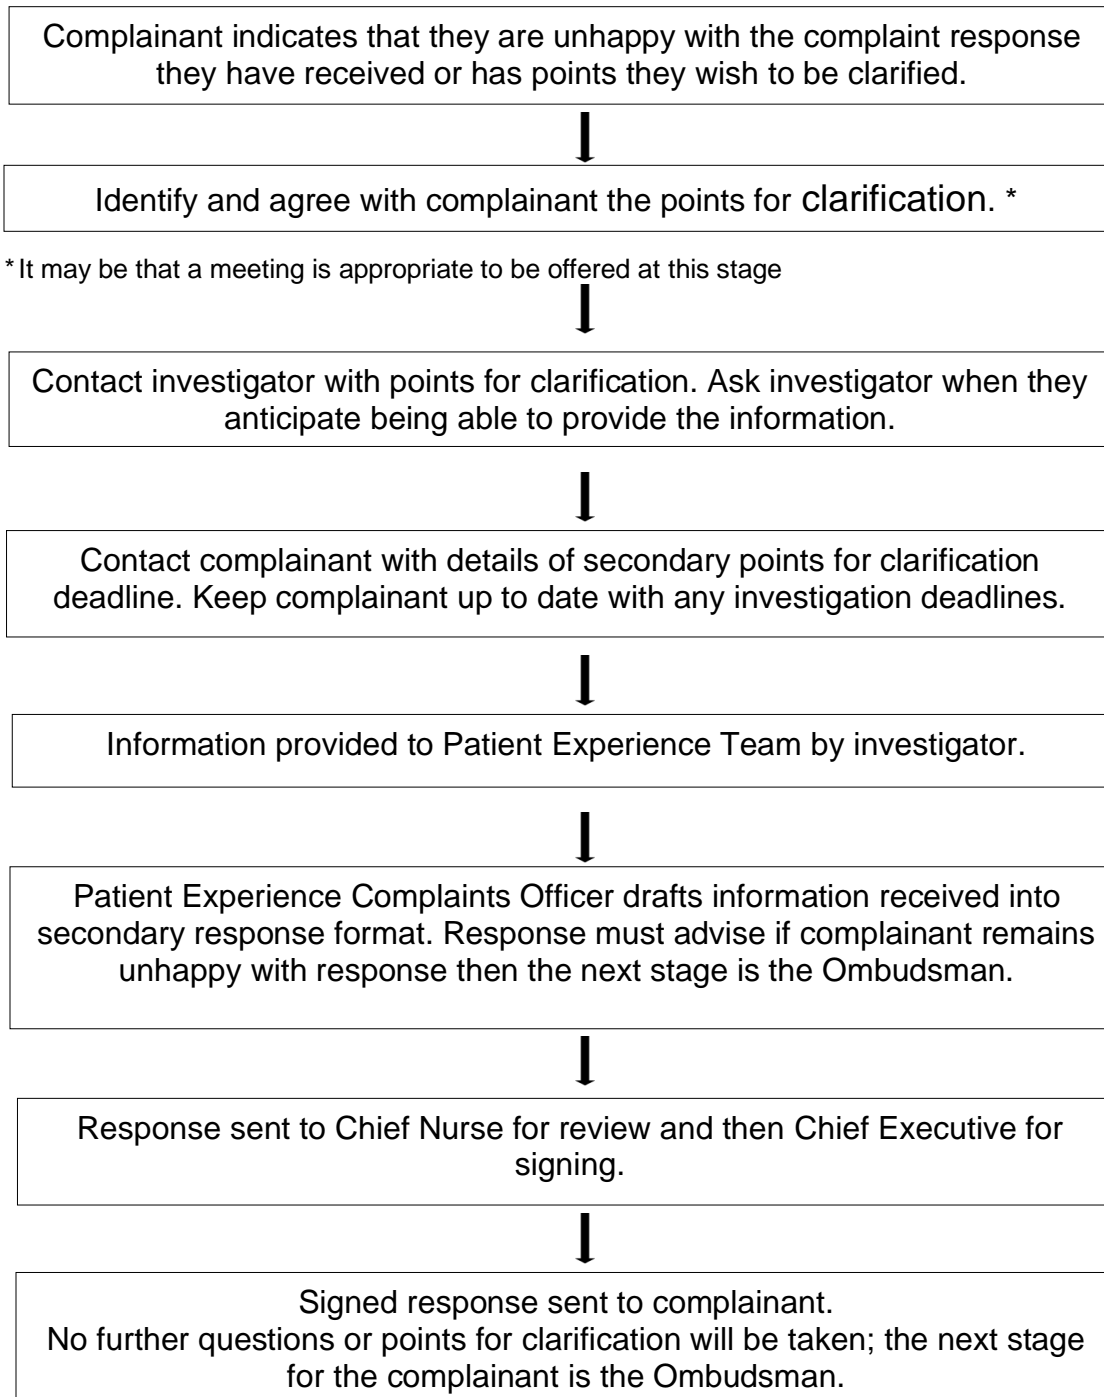 Complainant indicates that they are unhappy with the complaint response
they have received or has points they wish to be clarified.
Identify and agree with complainant the points for clarification. *
* It may be that a meeting is appropriate to be offered at this stage
Contact investigator with points for clarification. Ask investigator when they
anticipate being able to provide the information.
Contact complainant with details of secondary points for clarification
deadline. Keep complainant up to date with any investigation deadlines.
Information provided to Patient Experience Team by investigator.
Patient Experience Complaints Officer drafts information received into
secondary response format. Response must advise if complainant remains
unhappy with response then the next stage is the Ombudsman.
Response sent to Chief Nurse for review and then Chief Executive for
signing.
Signed response sent to complainant.
No further questions or points for clarification will be taken; the next stage
for the complainant is the Ombudsman.